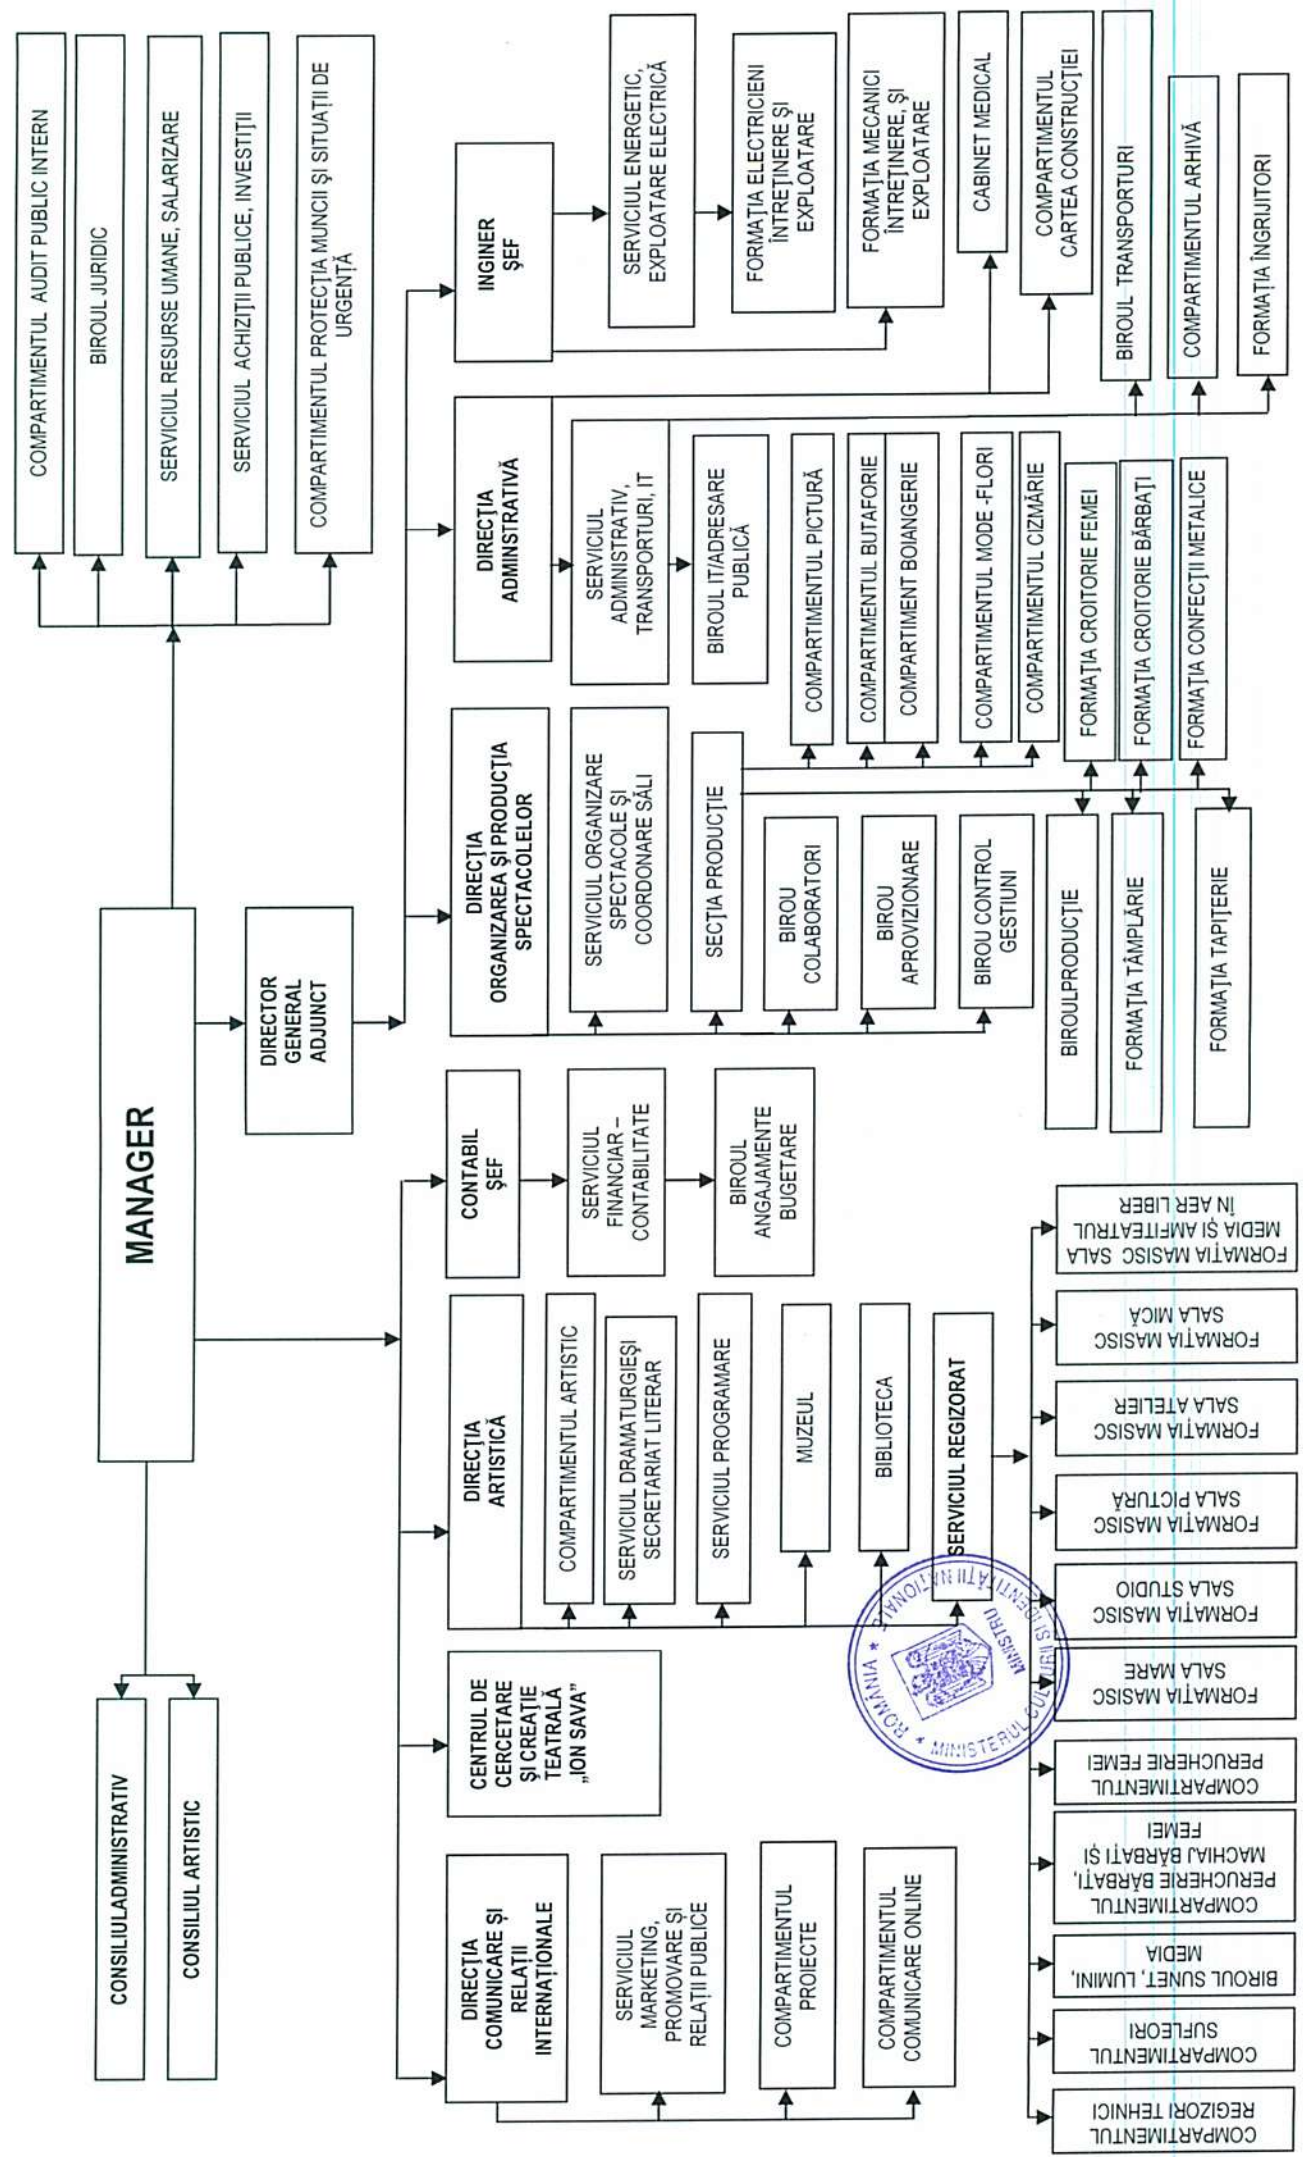 MANAGER
CONSILIULADMINISTRATIV
CONSILIUL ARTISTIC
COMPARTIMENTUL AUDIT PUBLIC INTERN
BIROUL JURIDIC
SERVICIUL RESURSE UMANE, SALARIZARE
SERVICIUL ACHIZIȚII PUBLICE, INVESTIȚII
COMPARTIMENTUL PROTECȚIA MUNCII ȘI SITUAȚII DE
URGENȚĂ
DIRECTOR
GENERAL
ADJUNCT
DIRECȚIA
COMUNICARE ȘI
RELAȚII
INTERNAȚIONALE
SERVICIUL
MARKETING,
PROMOVARE ȘI
RELAȚII PUBLICE
COMPARTIMENTUL
PROIECTE
COMPARTIMENTUL
COMUNICARE ONLINE
CENTRUL DE
CERCETARE
ȘI CREAȚIE
TEATRALĂ
„ION SAVA”
DIRECȚIA
ARTISTICĂ
COMPARTIMENTUL ARTISTIC
SERVICIUL DRAMATURGIEȘI
SECRETARIAT LITERAR
SERVICIUL PROGRAMARE
MUZEUL
BIBLIOTECA
SERVICIUL REGIZORAT
CONTABIL
ȘEF
SERVICIUL
FINANCIAR –
CONTABILITATE
BIROUL
ANGAJAMENTE
BUGETARE
DIRECȚIA
ORGANIZAREA ȘI PRODUCȚIA
SPECTACOLELOR
SERVICIUL ORGANIZARE
SPECTACOLE ȘI
COORDONARE SĂLI
SECȚIA PRODUCȚIE
BIROU
COLABORATORI
BIROU
APROVIZIONARE
BIROU CONTROL
GESTIUNI
BIROULPRODUCȚIE
FORMAȚIA TÂMPLĂRIE
FORMAȚIA TAPIȚERIE
COMPARTIMENTUL PICTURĂ
COMPARTIMENTUL BUTAFORIE
COMPARTIMENT BOIANGERIE
COMPARTIMENTUL MODE -FLORI
COMPARTIMENTUL CIZMĂRIE
FORMAȚIA CROITORIE FEMEI
FORMAȚIA CROITORIE BĂRBAȚI
FORMAȚIA CONFECȚII METALICE
DIRECȚIA
ADMINSTRATIVĂ
SERVICIUL
ADMINISTRATIV,
TRANSPORTURI, IT
BIROUL IT/ADRESARE
PUBLICĂ
INGINER
ȘEF
SERVICIUL ENERGETIC,
EXPLOATARE ELECTRICĂ
FORMAȚIA ELECTRICIENI
ÎNTREȚINERE ȘI
EXPLOATARE
FORMAȚIA MECANICI
ÎNTREȚINERE, ȘI
EXPLOATARE
CABINET MEDICAL
COMPARTIMENTUL
CARTEA CONSTRUCȚIEI
BIROUL TRANSPORTURI
COMPARTIMENTUL ARHIVĂ
FORMAȚIA ÎNGRIJITORI
COMPARTIMENTUL
REGIZORI TEHNICI
COMPARTIMENTUL
SUFLEORI
BIROUL SUNET, LUMINI,
MEDIA
COMPARTIMENTUL
PERUCHERIE BĂRBAȚI,
MACHIAJ BĂRBAȚI ȘI
FEMEI
COMPARTIMENTUL
PERUCHERIE FEMEI
FORMAȚIA MASISC
SALA MARE
FORMAȚIA MASISC
SALA STUDIO
FORMAȚIA MASISC
SALA PICTURĂ
FORMAȚIA MASISC
SALA ATELIER
FORMAȚIA MASISC
SALA MICĂ
FORMAȚIA MASISC SALA
MEDIA ȘI AMFITEATRUL
ÎN AER LIBER
* ROMÂNIA *
MINISTERUL CULTURII ȘI IDENTITĂȚII NAȚIONALE
MINISTRU